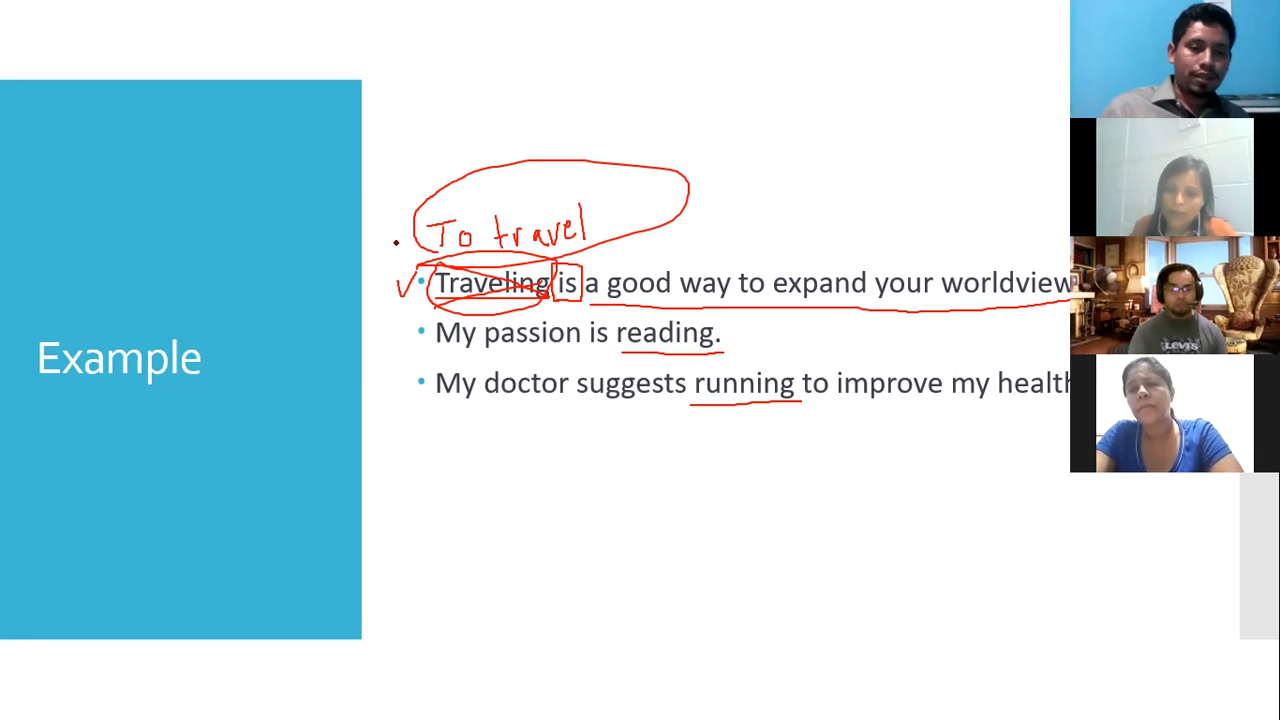 To travel
Traveling is a good way to expand your worldview
My passion is reading.
Example
My doctor suggests running to improve my health
LEVI'S